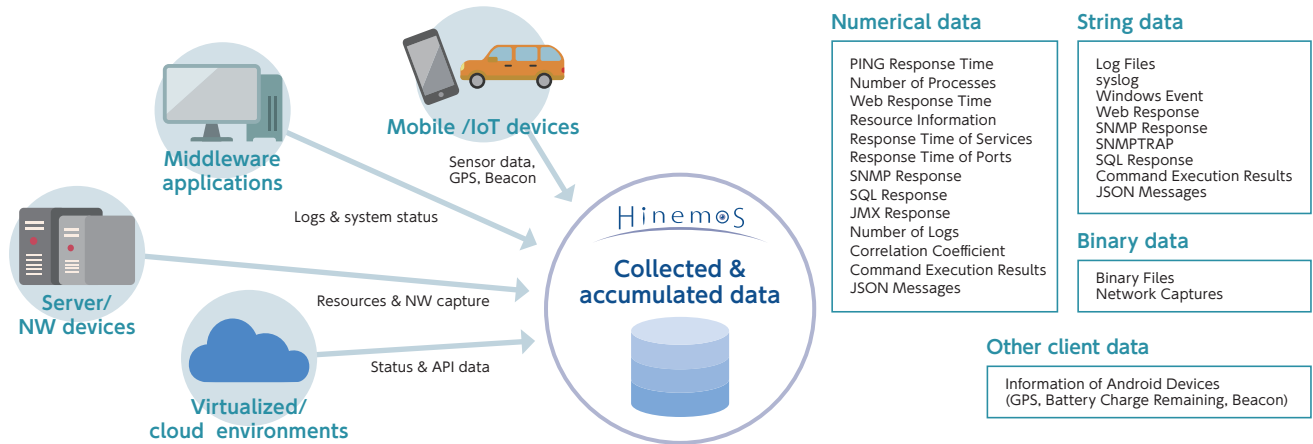 Mobile /IoT devices
Sensor data,
GPS, Beacon
Middleware
applications
Logs & system status
Server/
NW devices
Resources & NW capture
Virtualized/
cloud environments
Status & API data
Hinemos
Collected &
accumulated data
Numerical data
PING Response Time
Number of Processes
Web Response Time
Resource Information
Response Time of Services
Response Time of Ports
SNMP Response
SQL Response
JMX Response
Number of Logs
Correlation Coefficient
Command Execution Results
JSON Messages
String data
Log Files
syslog
Windows Event
Web Response
SNMP Response
SNMPTRAP
SQL Response
Command Execution Results
JSON Messages
Binary data
Binary Files
Network Captures
Other client data
Information of Android Devices
(GPS, Battery Charge Remaining, Beacon)